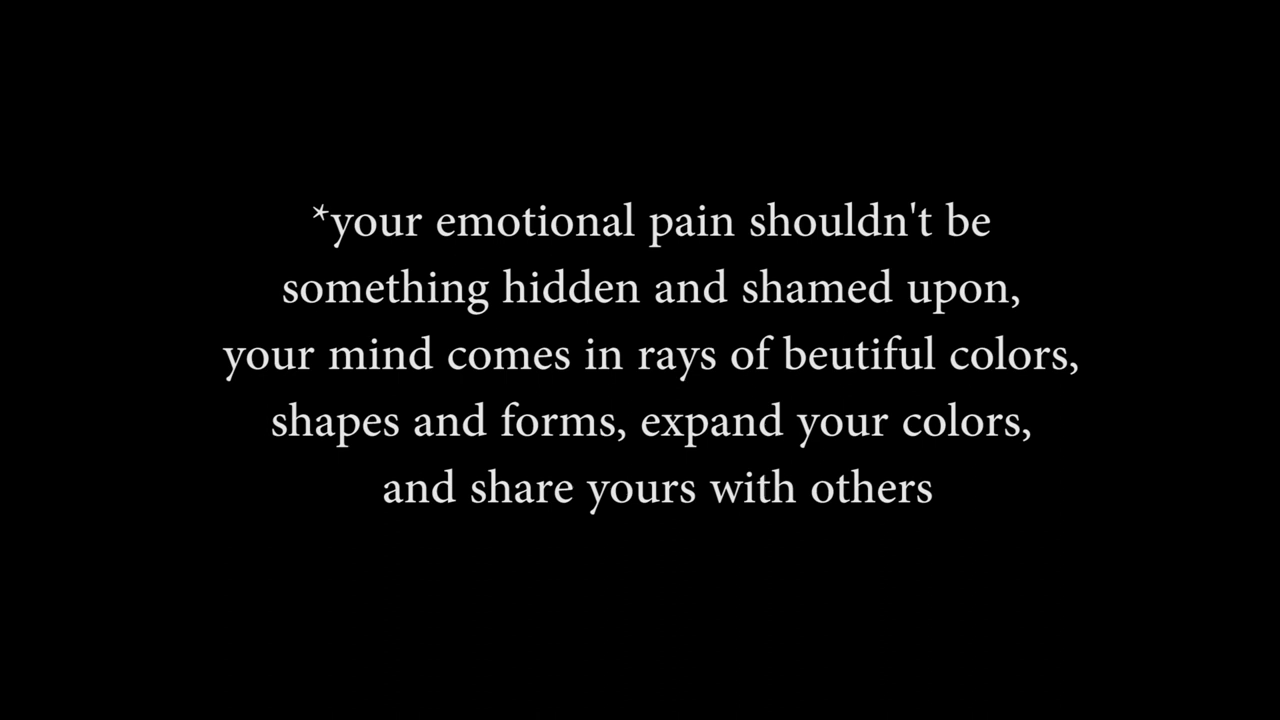 *your emotional pain shouldn't be
something hidden and shamed upon,
your mind comes in rays of beutiful colors,
shapes and forms, expand your colors,
and share yours with others